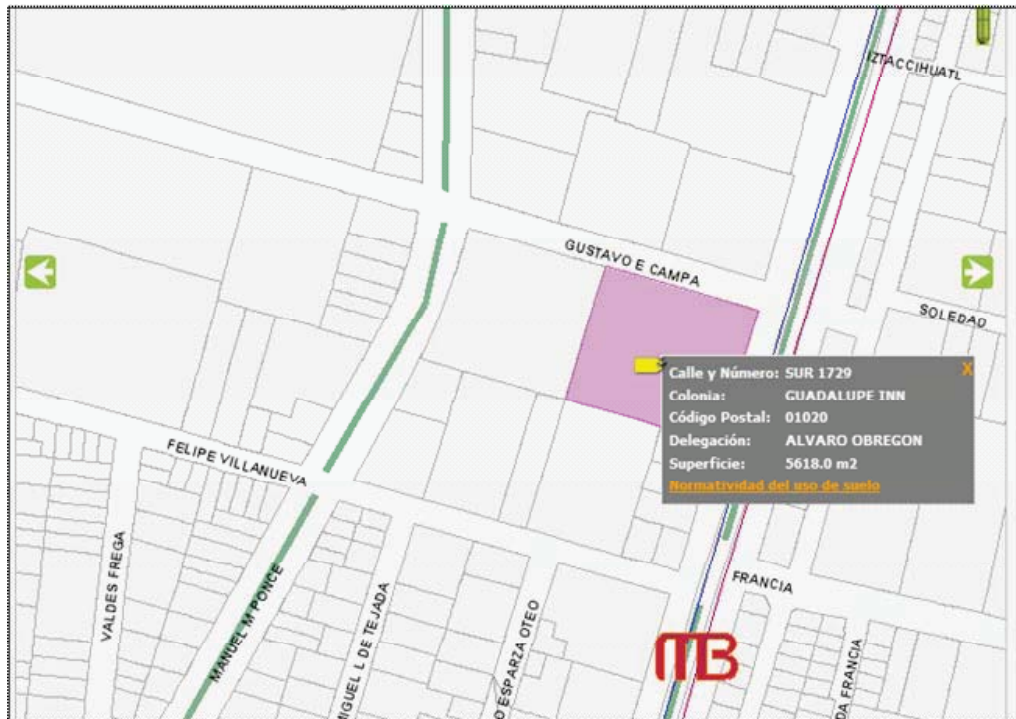 IZTACCIHUATL
GUSTAVO E CAMPA
SOLEDAD
Calle y Número: SUR 1729
Colonia: GUADALUPE INN
Código Postal: 01020
Delegación: ALVARO OBREGON
Superficie: 5618.0 m2
Normatividad del uso de suelo
X
FELIPE VILLANUEVA
VALDES FREGA
MANUEL M PONCE
MIGUEL L DE TEJADA
O ESPARZA OTEO
FRANCIA
DA FRANCIA
MB